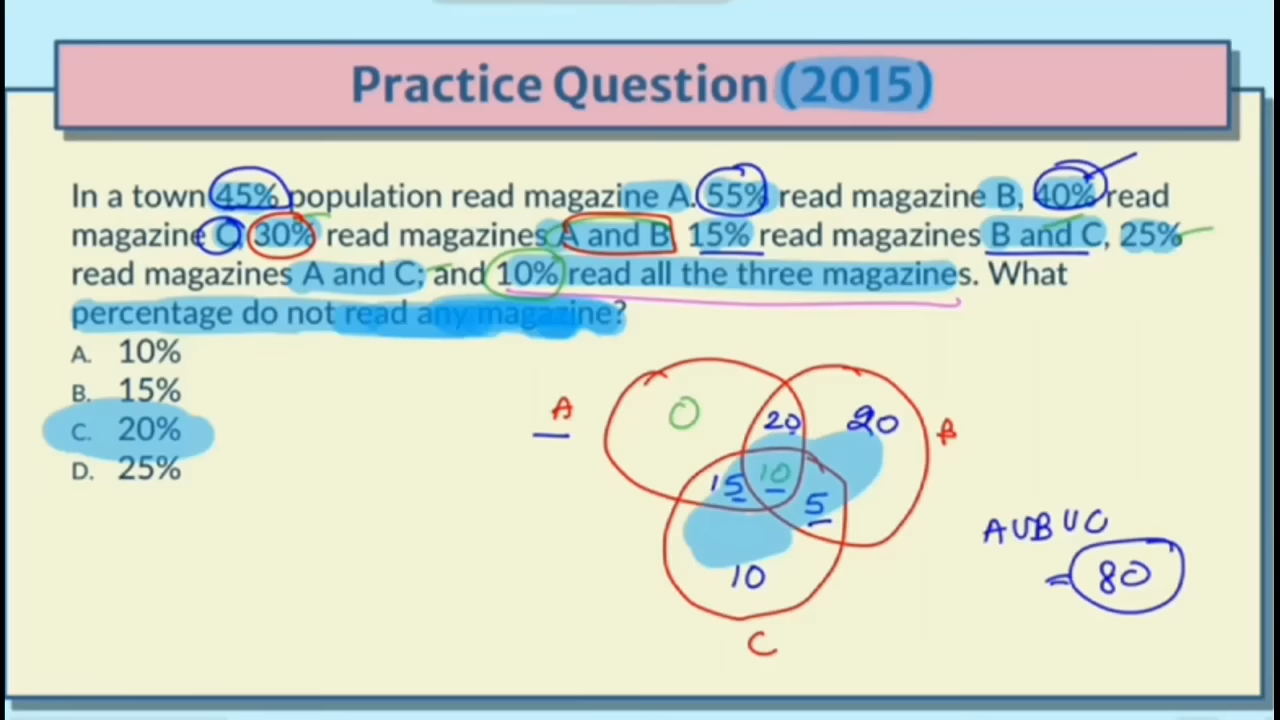 Practice Question (2015)
In a town 45% population read magazine A. 55% read magazine B, 40% read
magazine C, 30% read magazines A and B, 15% read magazines B and C, 25%
read magazines A and C; and 10% read all the three magazines. What
percentage do not read any magazine?
A. 10%
B. 15%
C. 20%
D. 25%
A
0
20
20
B
15
10
5
10
C
AUBUC
= 80